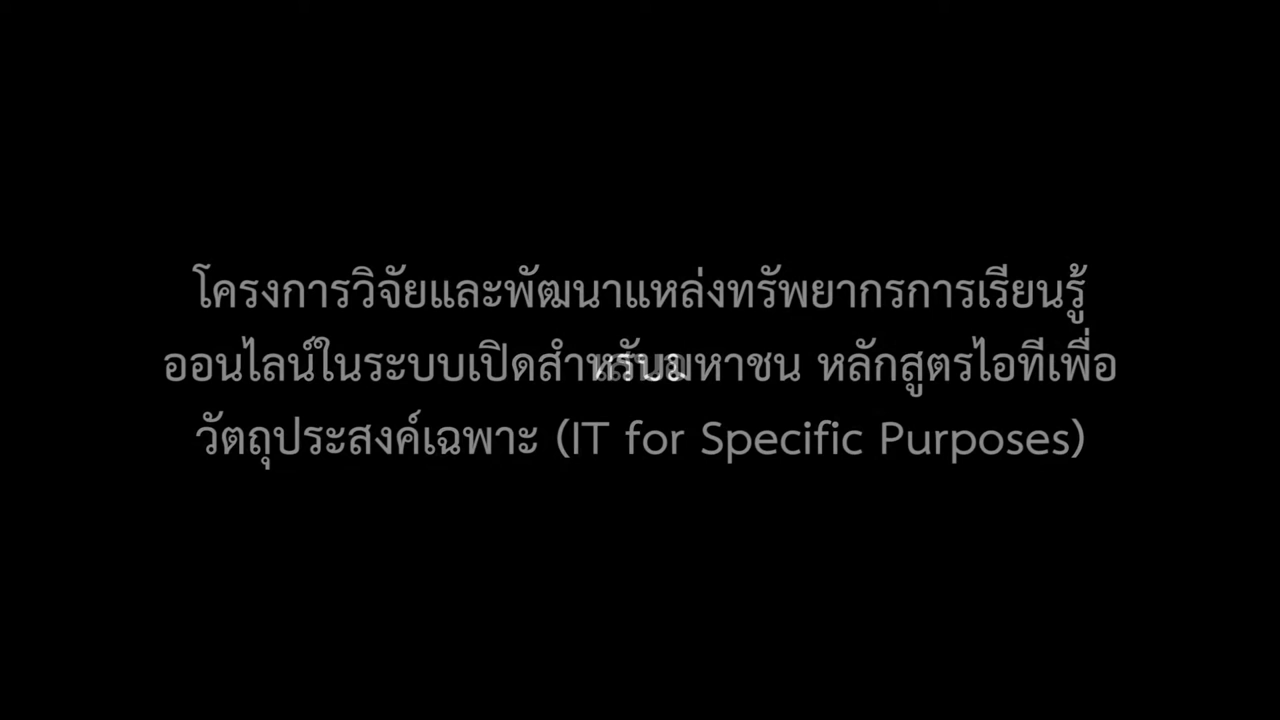 โครงการวิจัยและพัฒนาแหล่งทรัพยากรการเรียนรู้
ออนไลน์ในระบบเปิดสำหรับมหาชน หลักสูตรไอทีเพื่อ
วัตถุประสงค์เฉพาะ (IT for Specific Purposes)